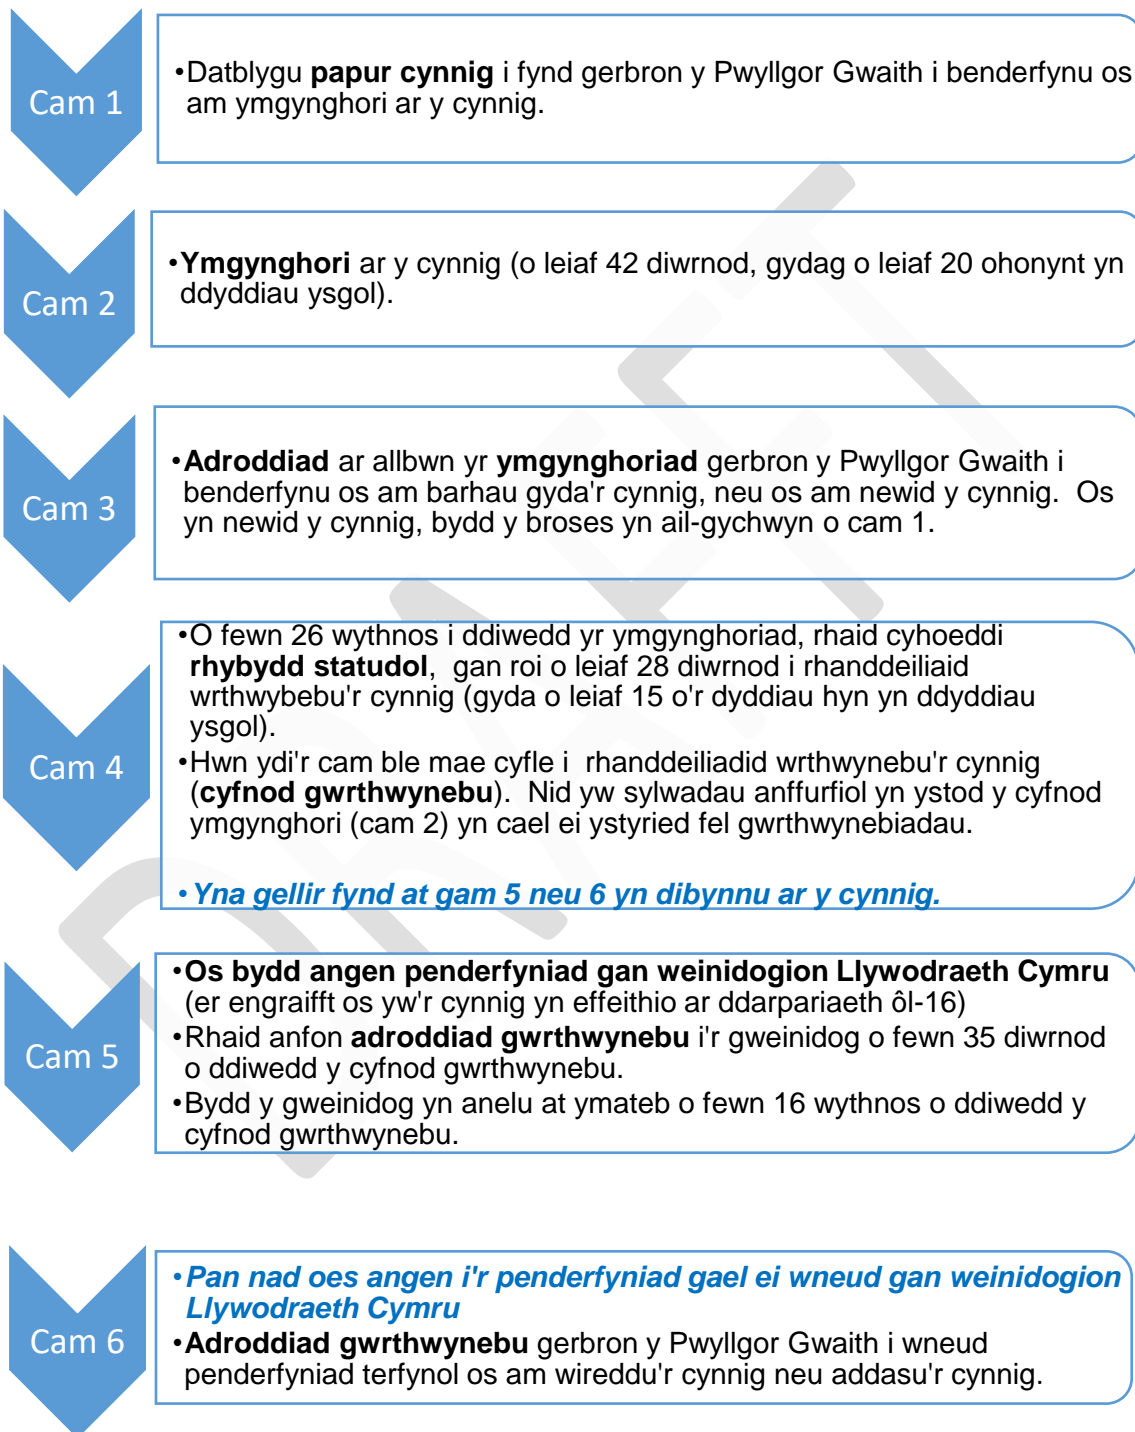 Cam 1
•Datblygu papur cynnig i fynd gerbron y Pwyllgor Gwaith i benderfynu os
am ymgynghori ar y cynnig.
Cam 2
•Ymgynghori ar y cynnig (o leiaf 42 diwrnod, gydag o leiaf 20 ohonynt yn
ddyddiau ysgol).
Cam 3
•Adroddiad ar allbwn yr ymgynghoriad gerbron y Pwyllgor Gwaith i
benderfynu os am barhau gyda'r cynnig, neu os am newid y cynnig. Os
yn newid y cynnig, bydd y broses yn ail-gychwyn o cam 1.
Cam 4
•O fewn 26 wythnos i ddiwedd yr ymgynghoriad, rhaid cyhoeddi
rhybydd statudol, gan roi o leiaf 28 diwrnod i rhanddeiliaid
wrthwybebu'r cynnig (gyda o leiaf 15 o'r dyddiau hyn yn ddyddiau
ysgol).
•Hwn ydi'r cam ble mae cyfle i rhanddeiliadid wrthwynebu'r cynnig
(cyfnod gwrthwynebu). Nid yw sylwadau anffurfiol yn ystod y cyfnod
ymgynghori (cam 2) yn cael ei ystyried fel gwrthwynebiadau.
•Yna gellir fynd at gam 5 neu 6 yn dibynnu ar y cynnig.
Cam 5
•Os bydd angen penderfyniad gan weinidogion Llywodraeth Cymru
(er engraifft os yw'r cynnig yn effeithio ar ddarpariaeth ôl-16)
•Rhaid anfon adroddiad gwrthwynebu i'r gweinidog o fewn 35 diwrnod
o ddiwedd y cyfnod gwrthwynebu.
•Bydd y gweinidog yn anelu at ymateb o fewn 16 wythnos o ddiwedd y
cyfnod gwrthwynebu.
Cam 6
•Pan nad oes angen i'r penderfyniad gael ei wneud gan weinidogion
Llywodraeth Cymru
•Adroddiad gwrthwynebu gerbron y Pwyllgor Gwaith i wneud
penderfyniad terfynol os am wireddu'r cynnig neu addasu'r cynnig.
DRAFT